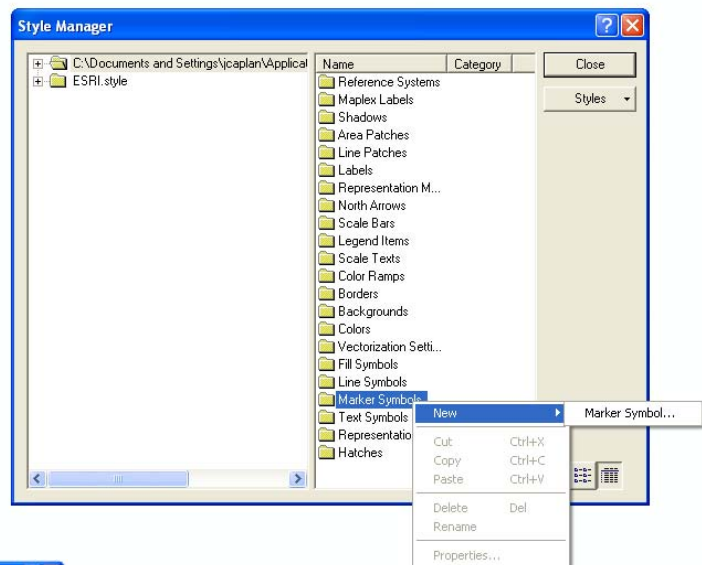 Style Manager
C:\Documents and Settings\jcaplan\Applicat
ESRI.style
Name Category
Reference Systems
Maplex Labels
Shadows
Area Patches
Line Patches
Labels
Representation M...
North Arrows
Scale Bars
Legend Items
Scale Texts
Color Ramps
Borders
Backgrounds
Colors
Vectorization Setti...
Fill Symbols
Line Symbols
Marker Symbols
Text Symbols
Representatio
Hatches
Close
Styles
New
Marker Symbol...
Cut Ctrl+X
Copy Ctrl+C
Paste Ctrl+V
Delete Del
Rename
Properties...